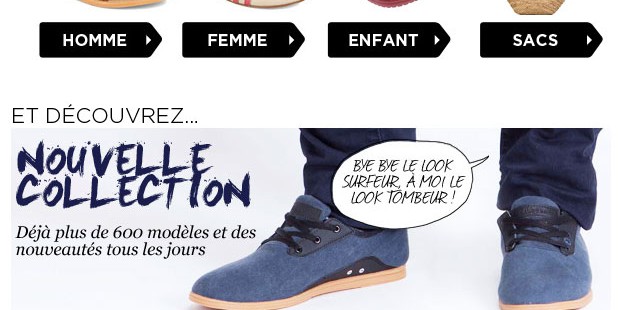 HOMME
FEMME
ENFANT
SACS
ET DÉCOUVREZ...
NOUVELLE
COLLECTION
Déjà plus de 600 modèles et des
nouveautés tous les jours
BYE BYE LE LOOK
SURFEUR, À MOI LE
LOOK TOMBEUR !